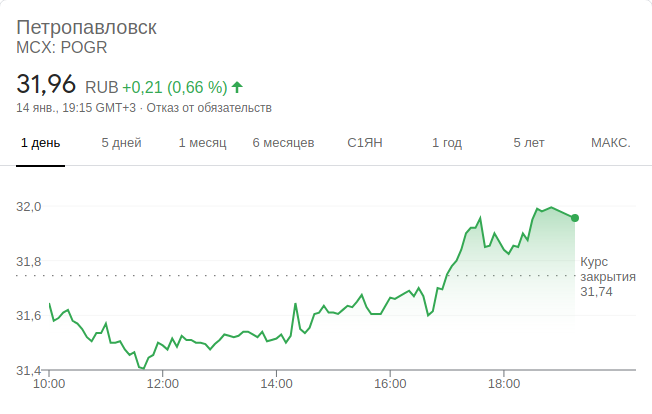 Петропавловск
MCX: POGR
31,96 RUB +0,21 (0,66 %)
14 янв., 19:15 GMT+3 · Отказ от обязательств
1 день 5 дней 1 месяц 6 месяцев С1ЯН 1 год 5 лет МАКС.
32,0
31,8
Курс
закрытия
31,74
31,6
31,4
10:00 12:00 14:00 16:00 18:00